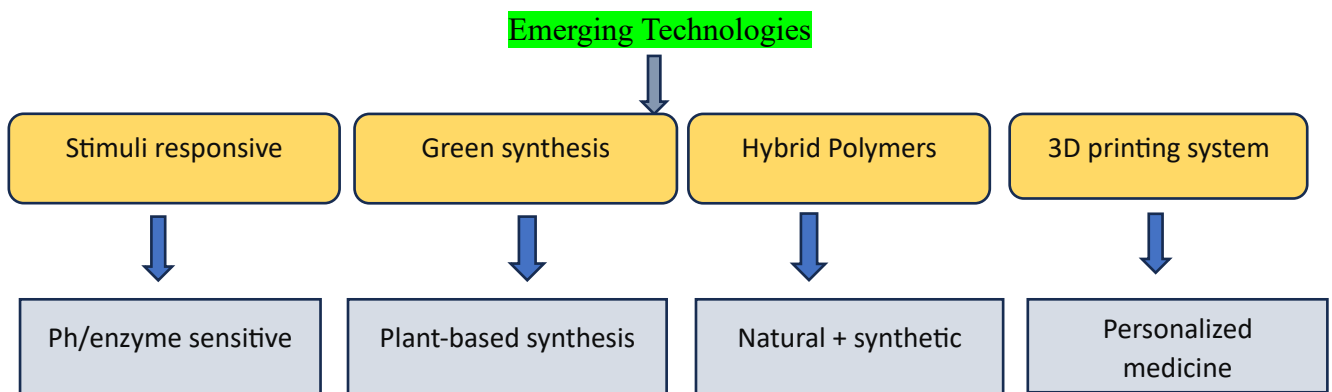 Emerging Technologies
Stimuli responsive
Green synthesis
Hybrid Polymers
3D printing system
Ph/enzyme sensitive
Plant-based synthesis
Natural + synthetic
Personalized
medicine